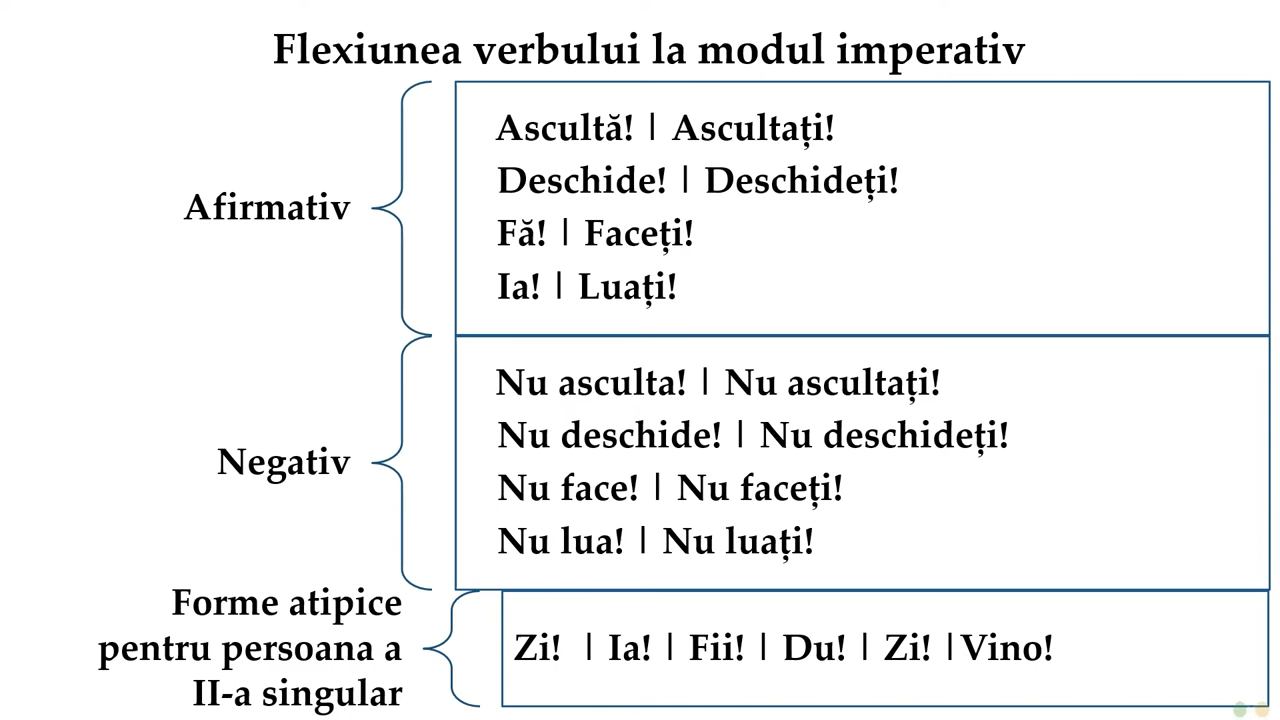 Flexiunea verbului la modul imperativ
Afirmativ
Ascultă! | Ascultați!
Deschide! | Deschideți!
Fă! | Faceți!
Ia! | Luați!
Negativ
Nu asculta! | Nu ascultați!
Nu deschide! | Nu deschideți!
Nu face! | Nu faceți!
Nu lua! | Nu luați!
Forme atipice
pentru persoana a
II-a singular
Zi! | Ia! | Fii! | Du! | Zi! |Vino!